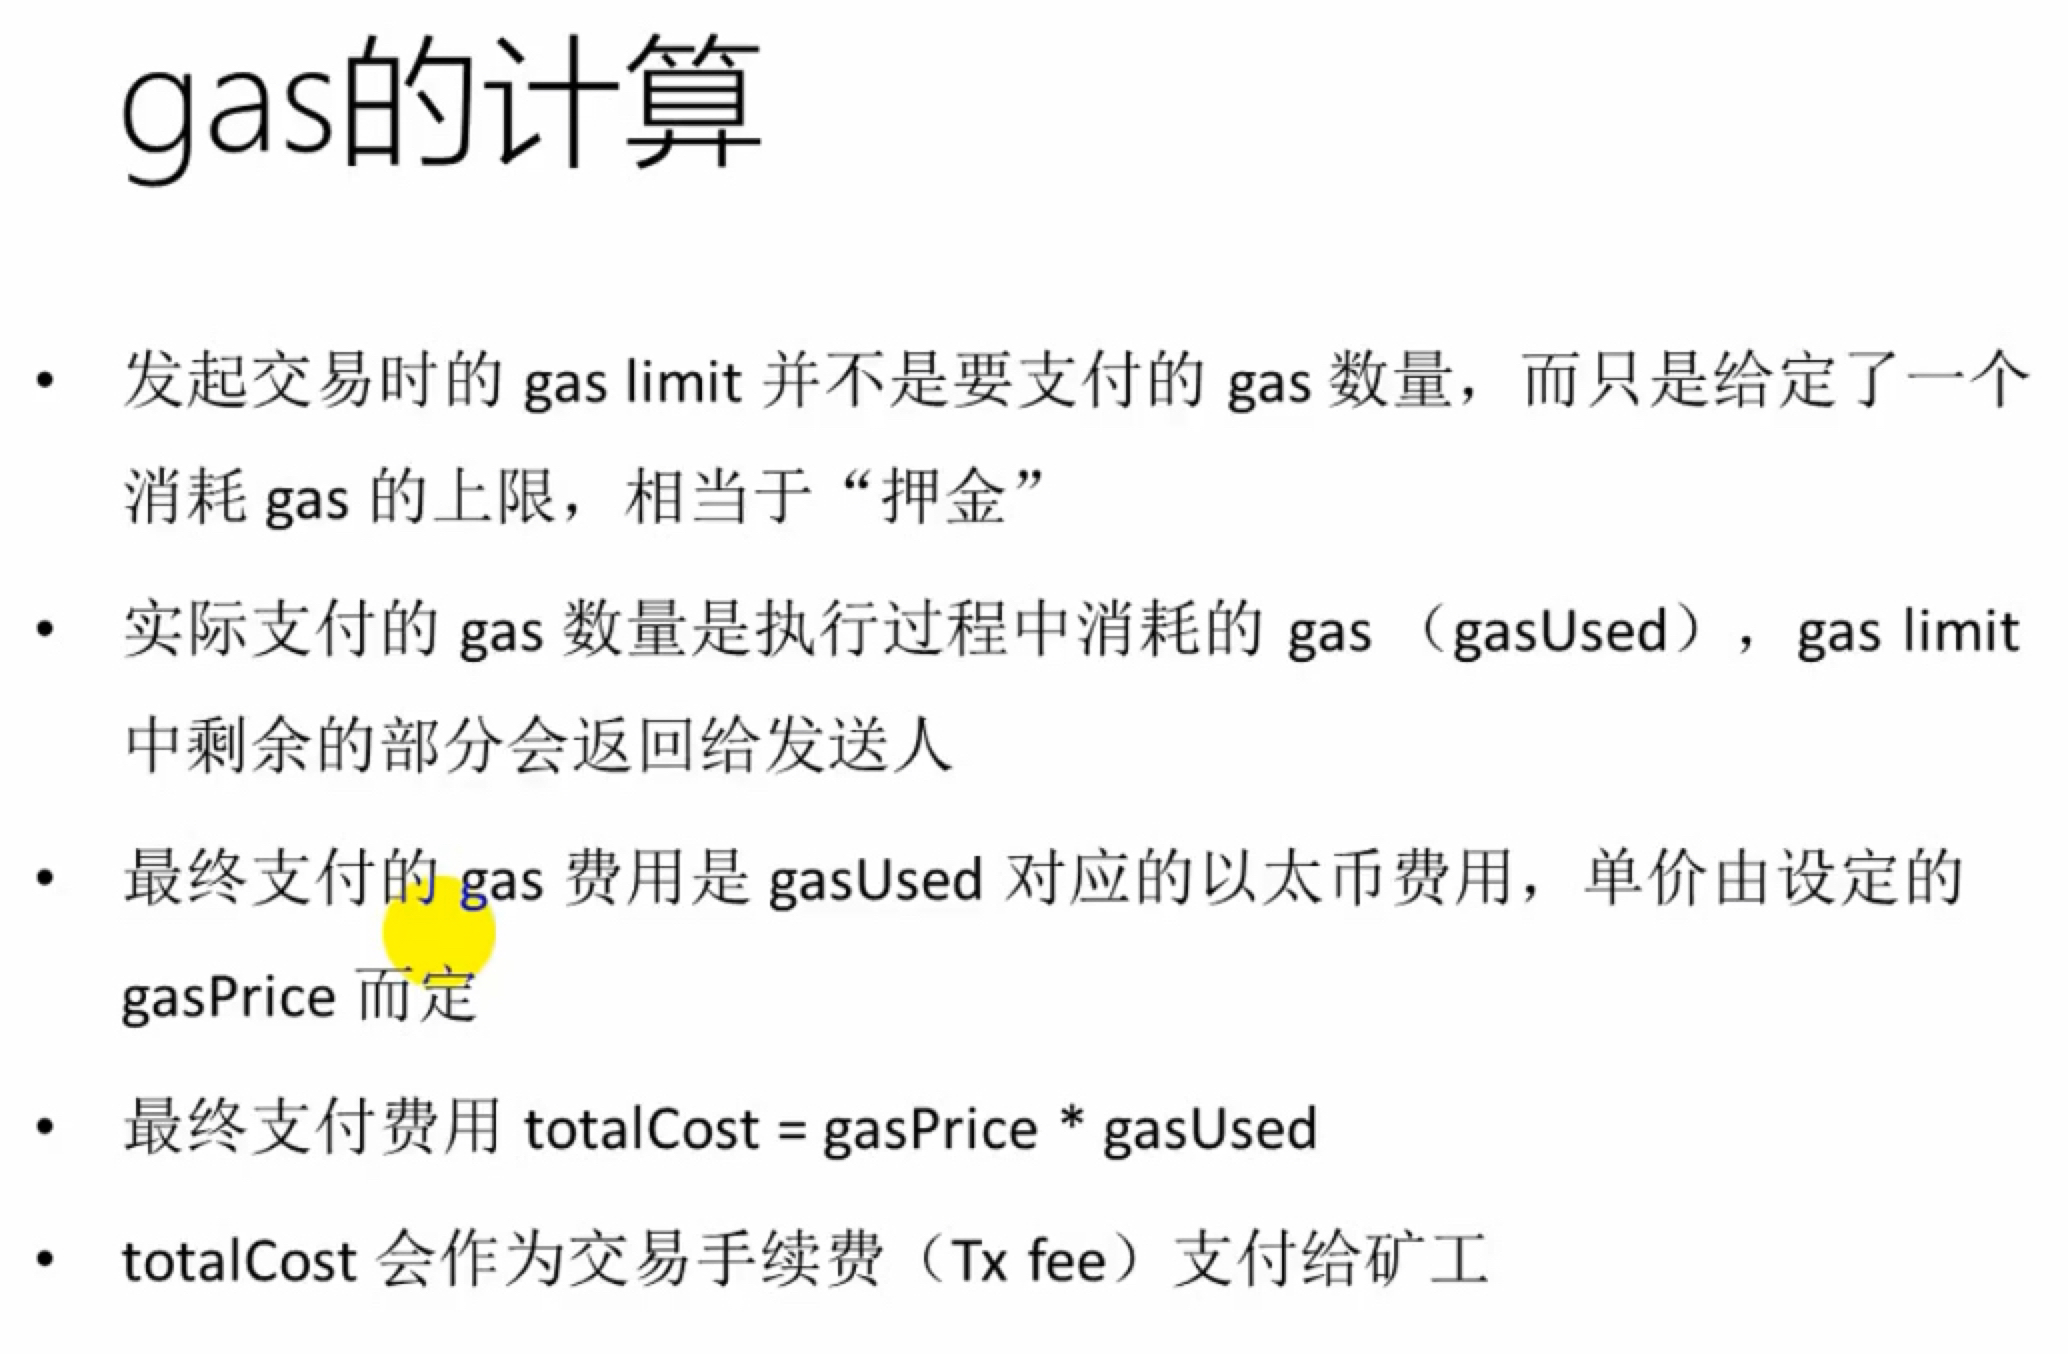 gas的计算
• 发起交易时的 gas limit 并不是要支付的 gas 数量，而只是给定了一个
消耗 gas 的上限，相当于“押金”
• 实际支付的 gas 数量是执行过程中消耗的 gas （gasUsed），gas limit
中剩余的部分会返回给发送人
• 最终支付的 gas 费用是 gasUsed 对应的以太币费用，单价由设定的
gasPrice 而定
• 最终支付费用 totalCost = gasPrice * gasUsed
• totalCost 会作为交易手续费（Tx fee）支付给矿工